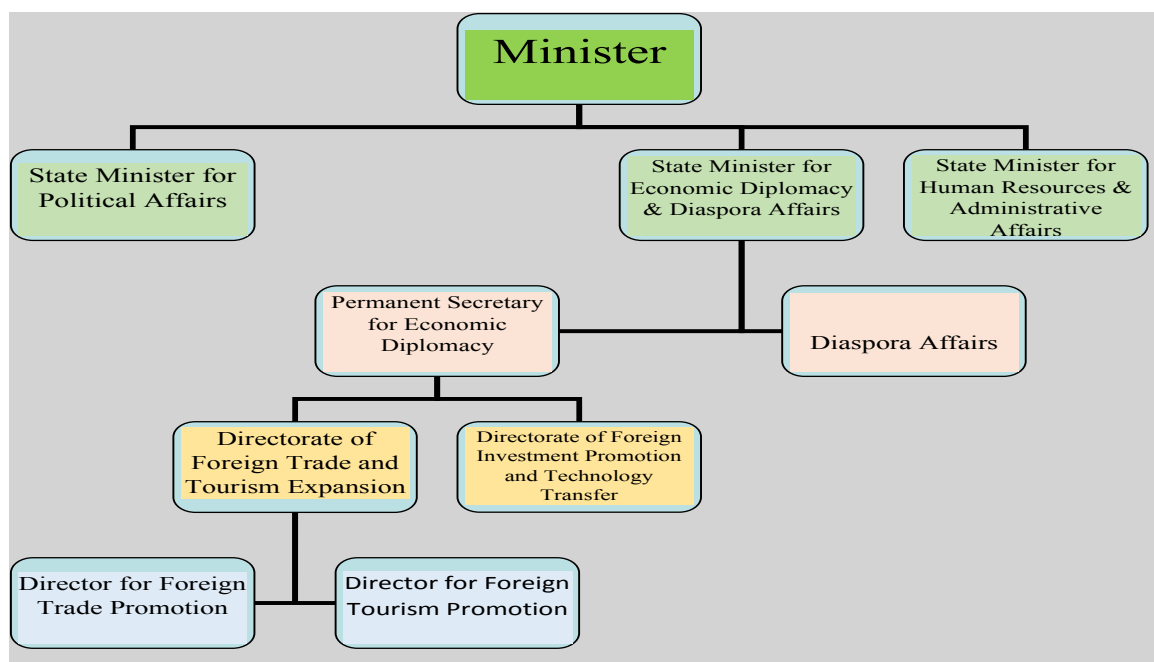 Minister
State Minister for
Political Affairs
State Minister for
Economic Diplomacy
& Diaspora Affairs
State Minister for
Human Resources &
Administrative
Affairs
Permanent Secretary
for Economic
Diplomacy
Diaspora Affairs
Directorate of
Foreign Trade and
Tourism Expansion
Directorate of Foreign
Investment Promotion
and Technology
Transfer
Director for Foreign
Trade Promotion
Director for Foreign
Tourism Promotion